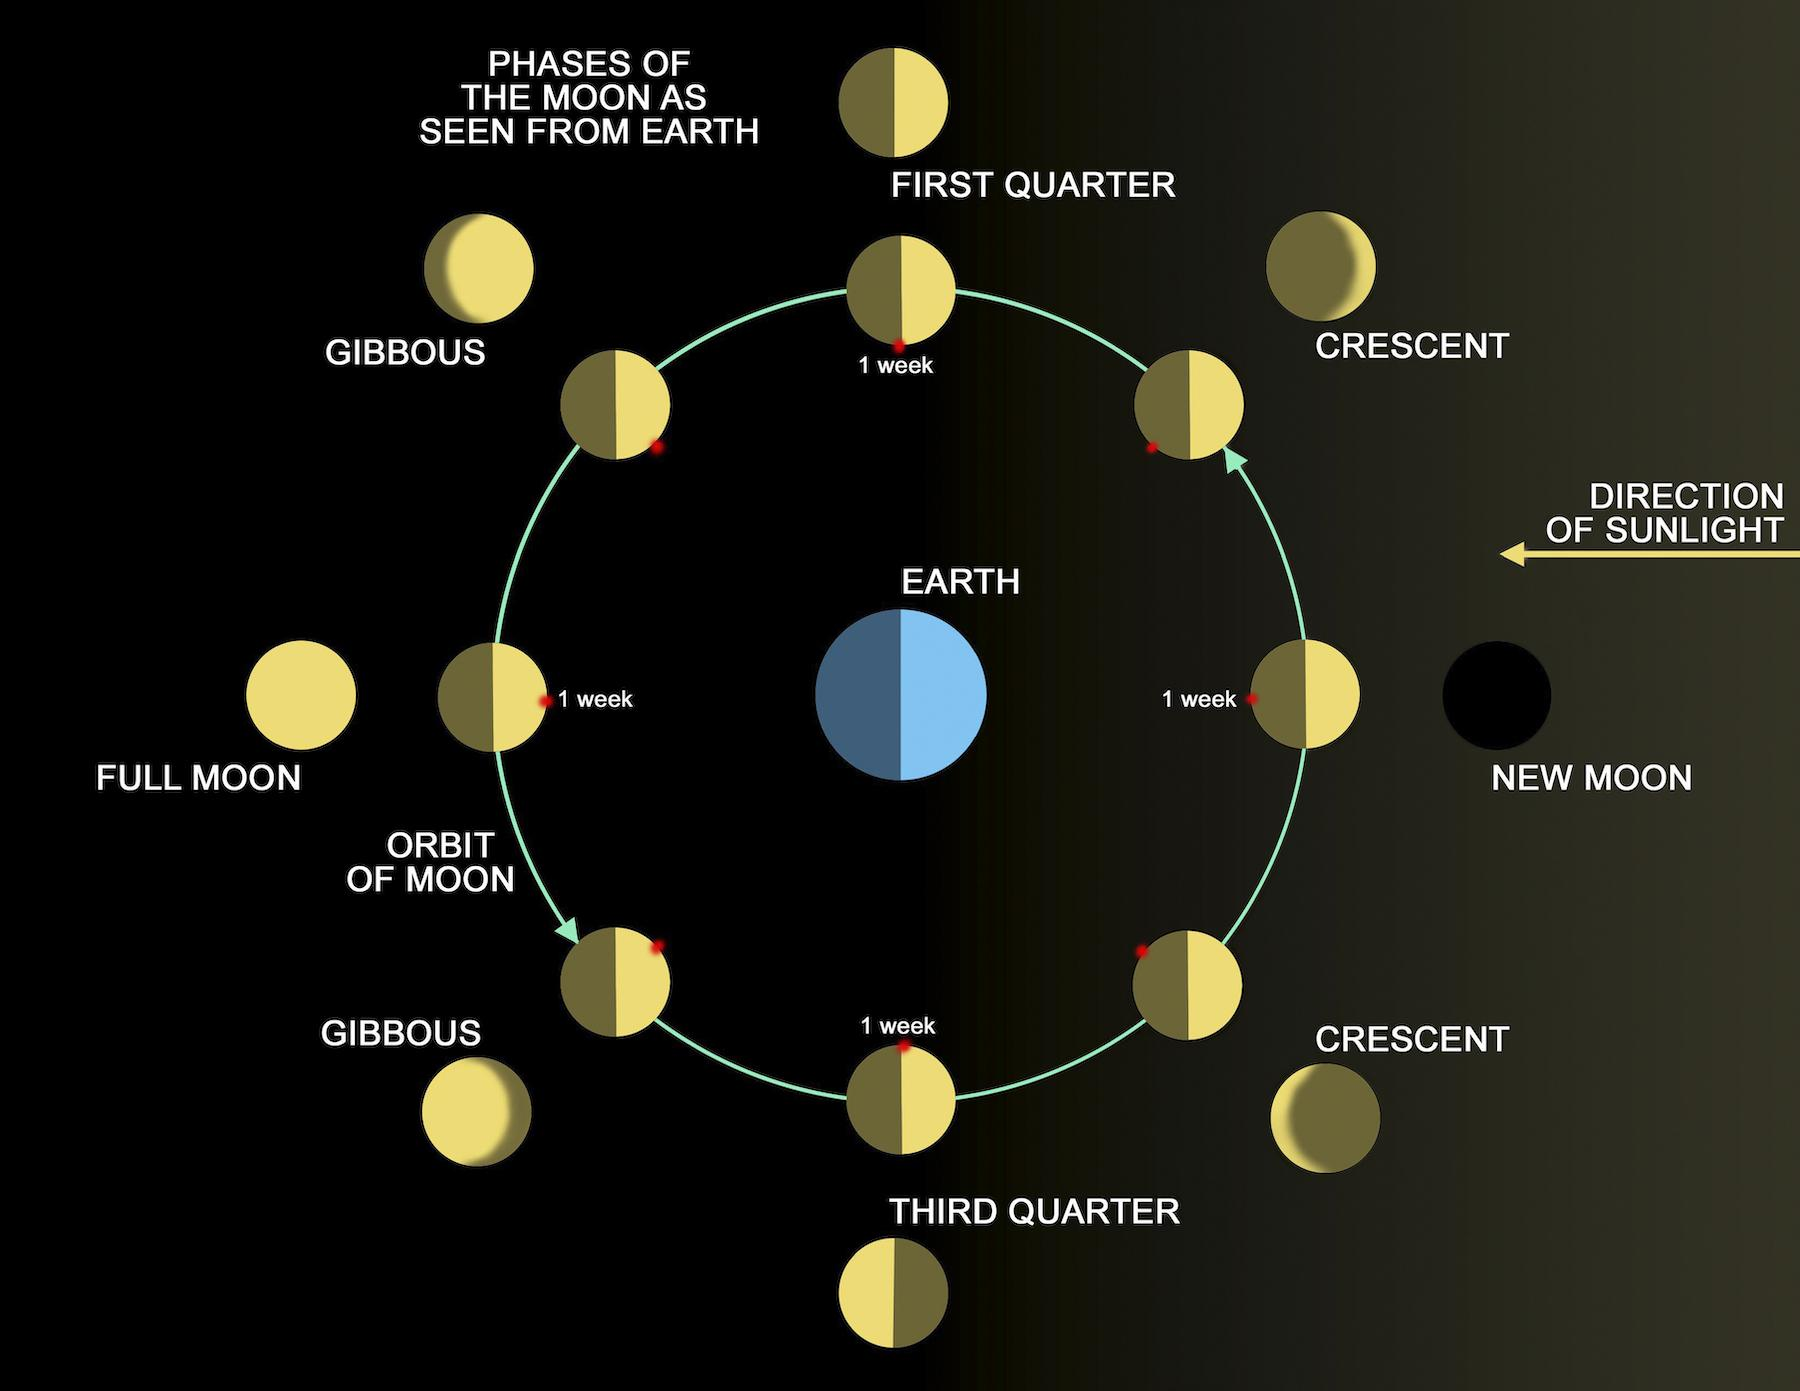 PHASES OF
THE MOON AS
SEEN FROM EARTH
FIRST QUARTER
GIBBOUS
CRESCENT
1 week
DIRECTION
OF SUNLIGHT
EARTH
1 week
1 week
FULL MOON
NEW MOON
ORBIT
OF MOON
1 week
GIBBOUS
CRESCENT
THIRD QUARTER